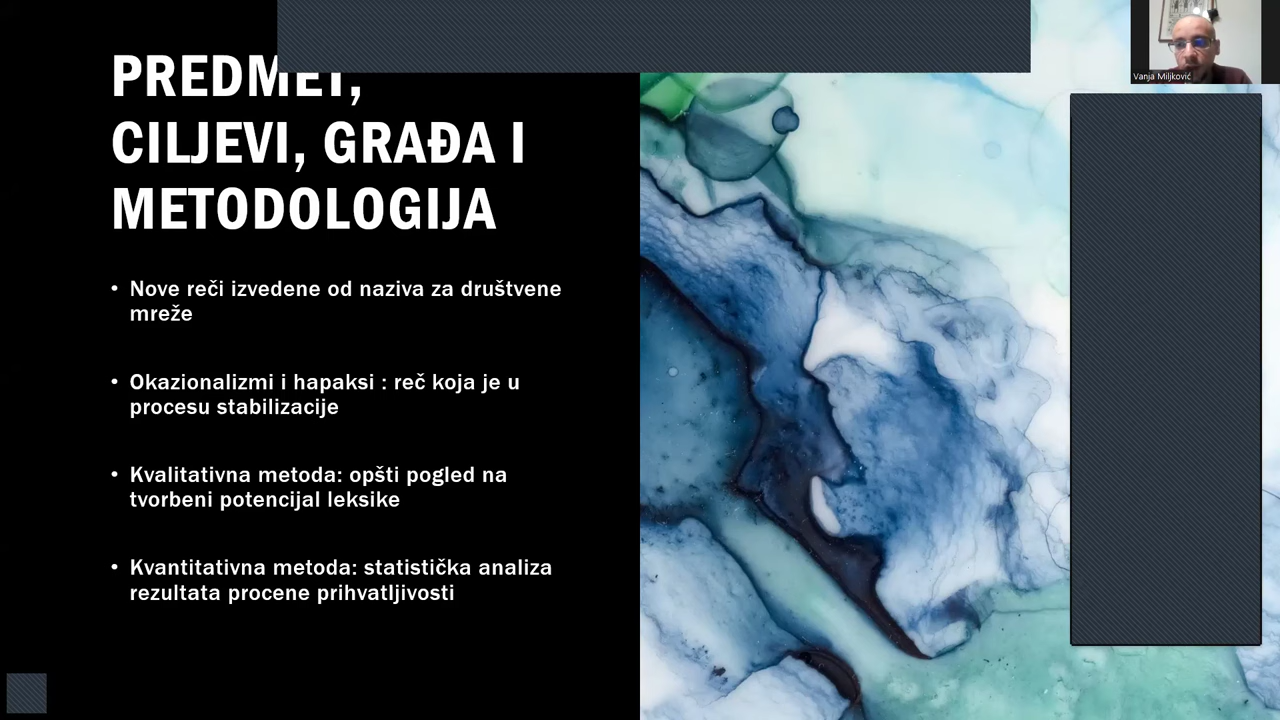 PREDMET,
CILJEVI, GRAĐA I
METODOLOGIJA
Vanja Miljković
• Nove reči izvedene od naziva za društvene
mreže
• Okazionalizmi i hapaksi : reč koja je u
procesu stabilizacije
• Kvalitativna metoda: opšti pogled na
tvorbeni potencijal leksike
• Kvantitativna metoda: statistička analiza
rezultata procene prihvatljivosti